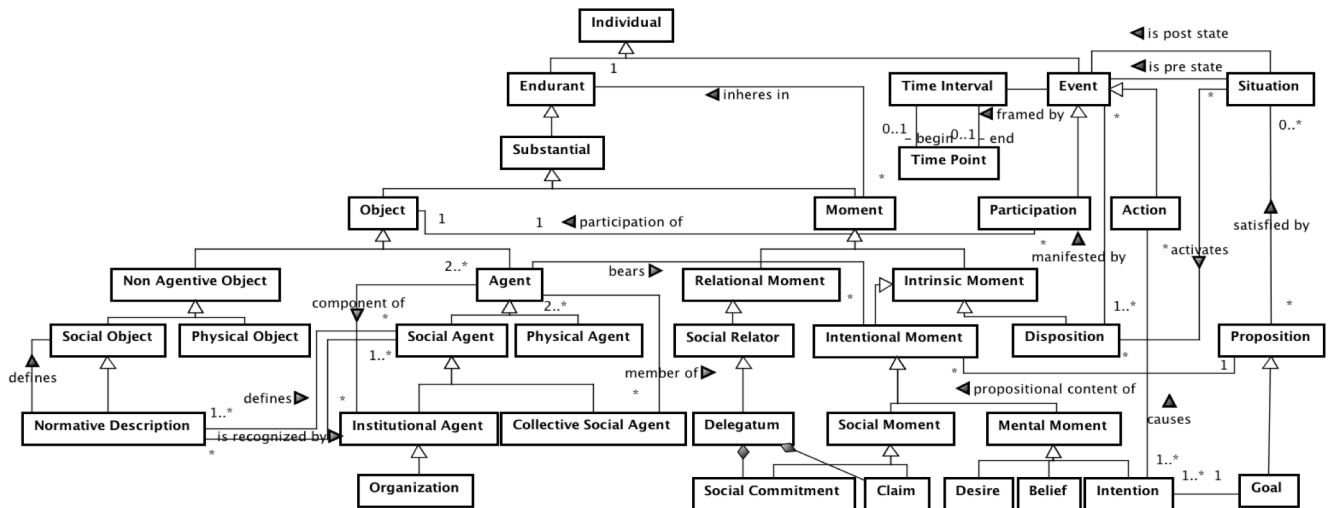 Individual
is post state
1
is pre state
Endurant
inheres in
Time Interval
Event
Situation
*
framed by
*
0..*
0..1
begin
0..1
end
Substantial
Time Point
*
Object
Moment
Participation
Action
1
1
participation of
satisfied by
*
manifested by
*
activates
2..*
bears
Non Agentive Object
Agent
Relational Moment
Intrinsic Moment
component of
2..*
*
1..*
*
*
Social Object
Physical Object
Social Agent
Physical Agent
Social Relator
Intentional Moment
Disposition
Proposition
1..*
*
1
defines
member of
*
propositional content of
defines
*
*
1..*
causes
Normative Description
is recognized by
Institutional Agent
Collective Social Agent
Delegatum
Social Moment
Mental Moment
*
1..*
1..*
1
Organization
Social Commitment
Claim
Desire
Belief
Intention
Goal